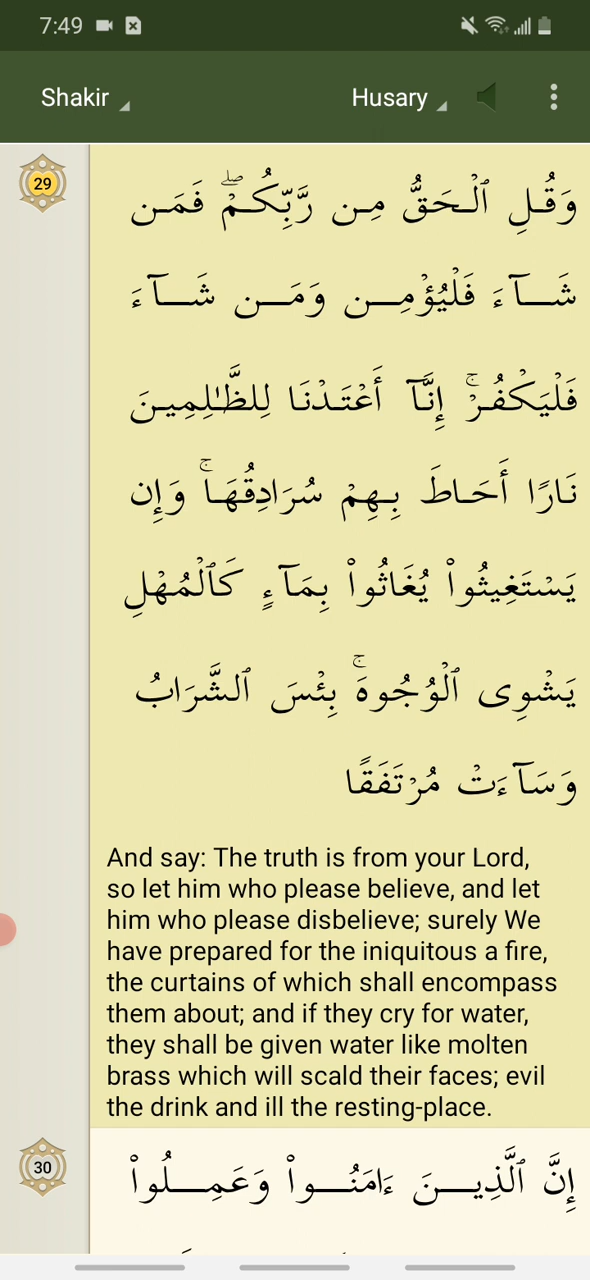 7:49
Shakir
Husary
29
وَقُلِ ٱلْحَقُّ مِن رَّبِّكُمْ ۖ فَمَن
شَآءَ فَلْيُؤْمِن وَمَن شَآءَ
فَلْيَكْفُرْ ۚ إِنَّآ أَعْتَدْنَا لِلظَّٰلِمِينَ
نَارًا أَحَاطَ بِهِمْ سُرَادِقُهَا ۚ وَإِن
يَسْتَغِيثُوا۟ يُغَاثُوا۟ بِمَآءٍ كَٱلْمُهْلِ
يَشْوِى ٱلْوُجُوهَ ۚ بِئْسَ ٱلشَّرَابُ
وَسَآءَتْ مُرْتَفَقًا
And say: The truth is from your Lord,
so let him who please believe, and let
him who please disbelieve; surely We
have prepared for the iniquitous a fire,
the curtains of which shall encompass
them about; and if they cry for water,
they shall be given water like molten
brass which will scald their faces; evil
the drink and ill the resting-place.
30
إِنَّ ٱلَّذِينَ ءَامَنُوا۟ وَعَمِلُوا۟